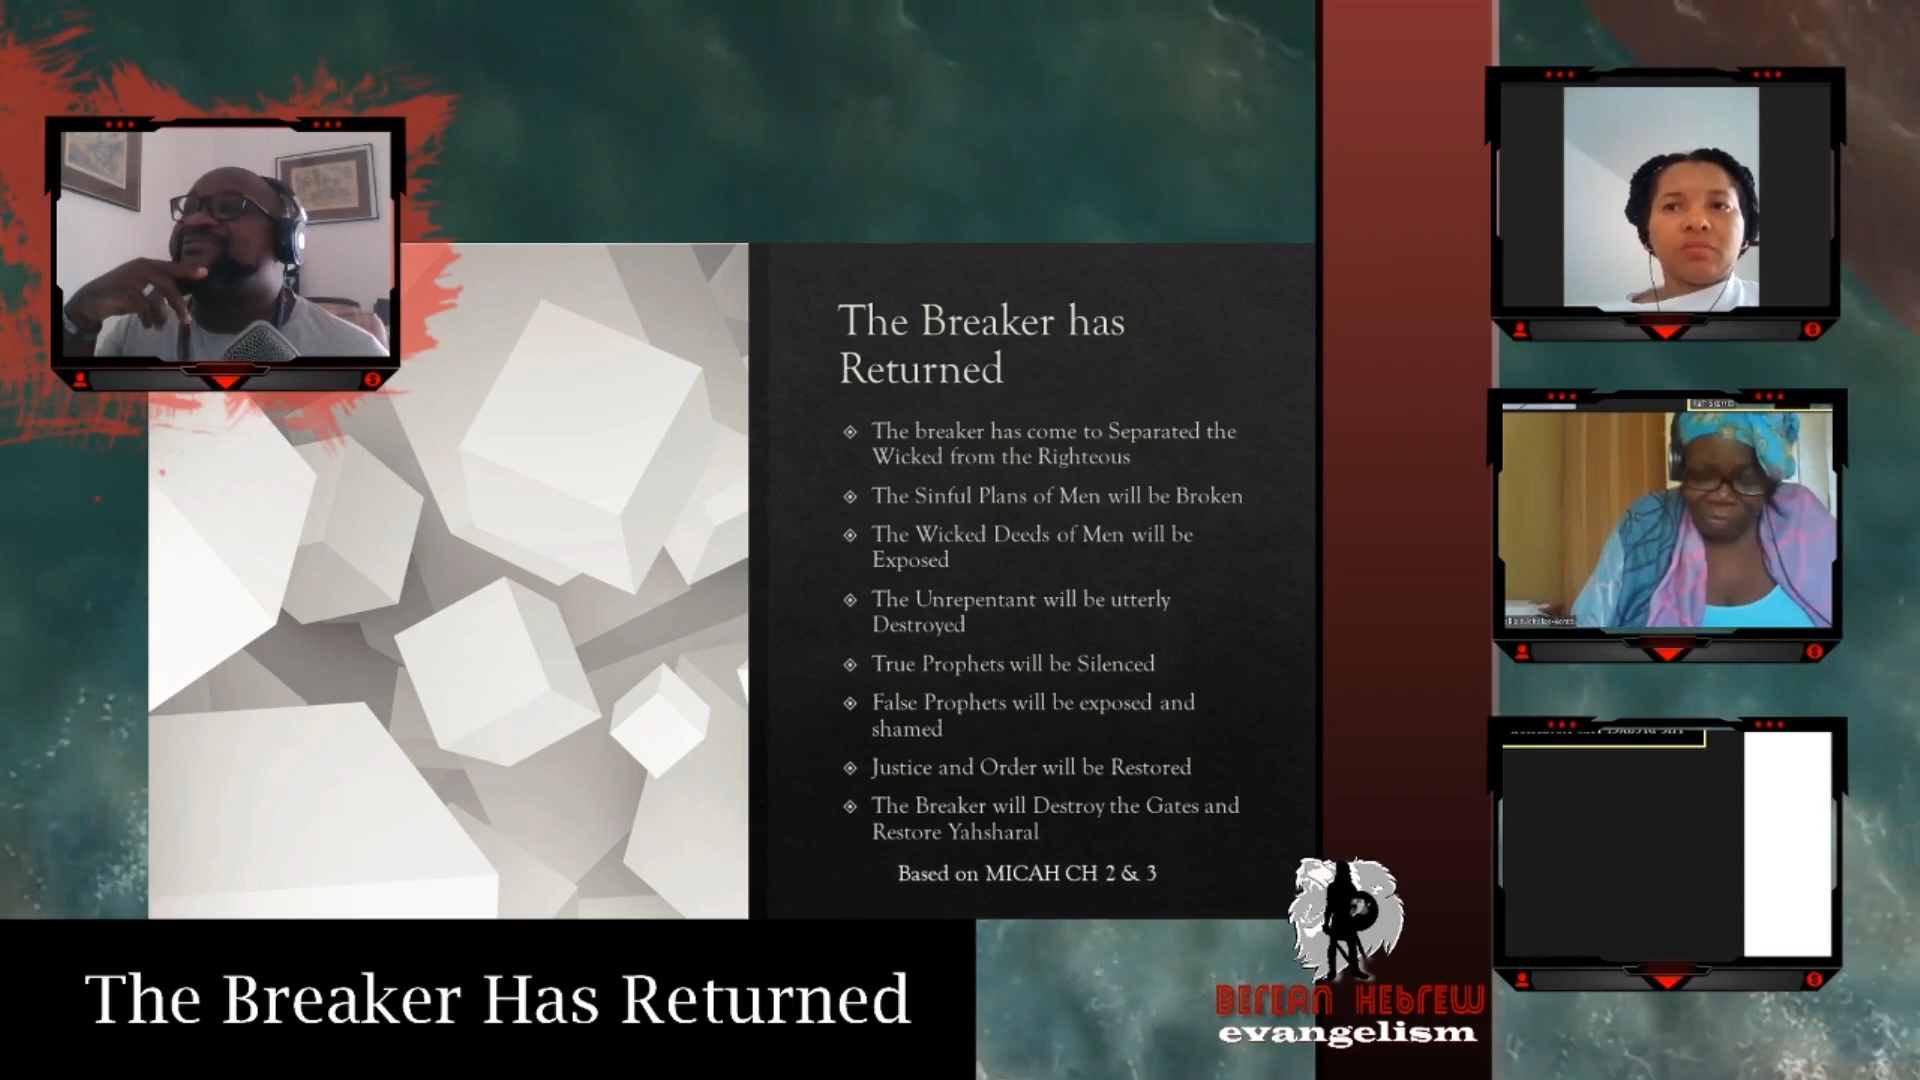 The Breaker has
Returned
The breaker has come to Separated the
Wicked from the Righteous
The Sinful Plans of Men will be Broken
The Wicked Deeds of Men will be
Exposed
The Unrepentant will be utterly
Destroyed
True Prophets will be Silenced
False Prophets will be exposed and
shamed
Justice and Order will be Restored
The Breaker will Destroy the Gates and
Restore Yahsharal
Based on MICAH CH 2 & 3
The Breaker Has Returned
BEREAN HEBREW
evangelism